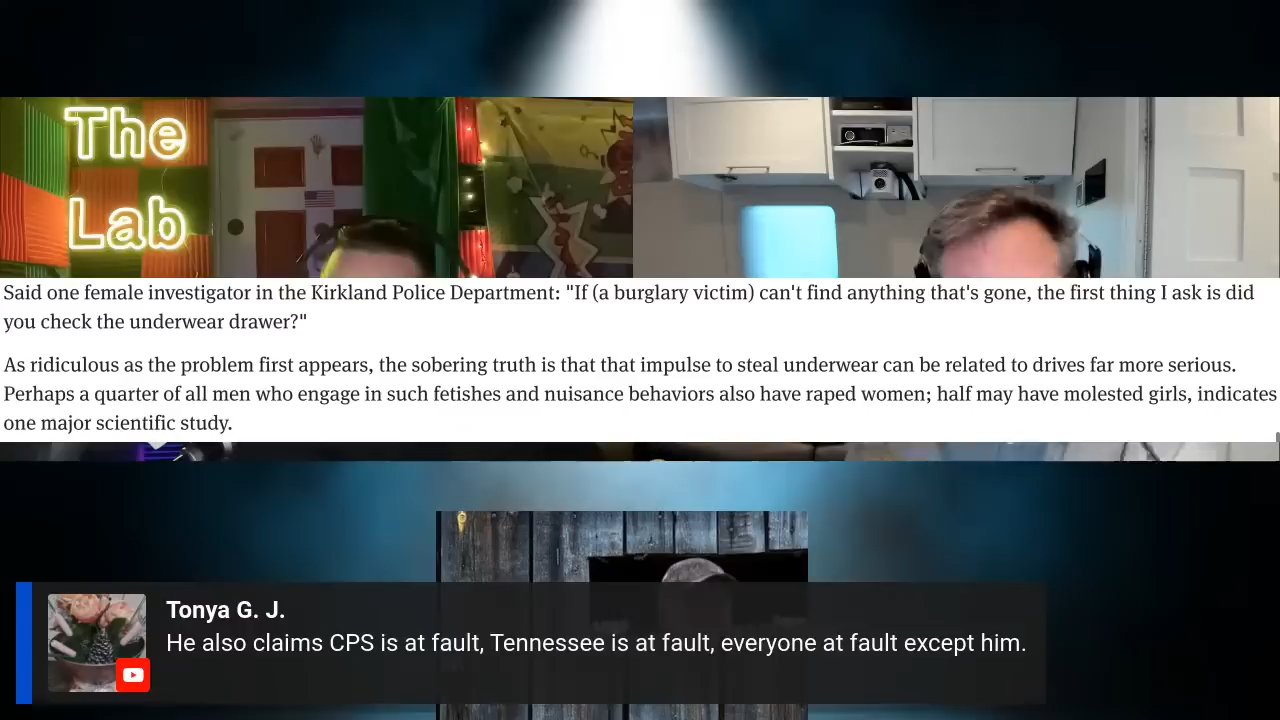 The
Lab
Said one female investigator in the Kirkland Police Department: "If (a burglary victim) can't find anything that's gone, the first thing I ask is did
you check the underwear drawer?"
As ridiculous as the problem first appears, the sobering truth is that that impulse to steal underwear can be related to drives far more serious.
Perhaps a quarter of all men who engage in such fetishes and nuisance behaviors also have raped women; half may have molested girls, indicates
one major scientific study.
Tonya G. J.
He also claims CPS is at fault, Tennessee is at fault, everyone at fault except him.